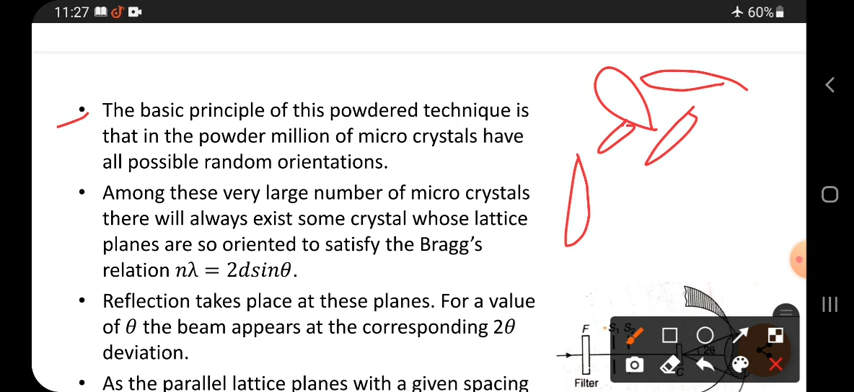 11:27
60%
• The basic principle of this powdered technique is
that in the powder million of micro crystals have
all possible random orientations.
• Among these very large number of micro crystals
there will always exist some crystal whose lattice
planes are so oriented to satisfy the Bragg’s
relation nλ = 2dsinθ.
• Reflection takes place at these planes. For a value
of θ the beam appears at the corresponding 2θ
deviation.
• As the parallel lattice planes with a given spacing
F
S₁
Filter